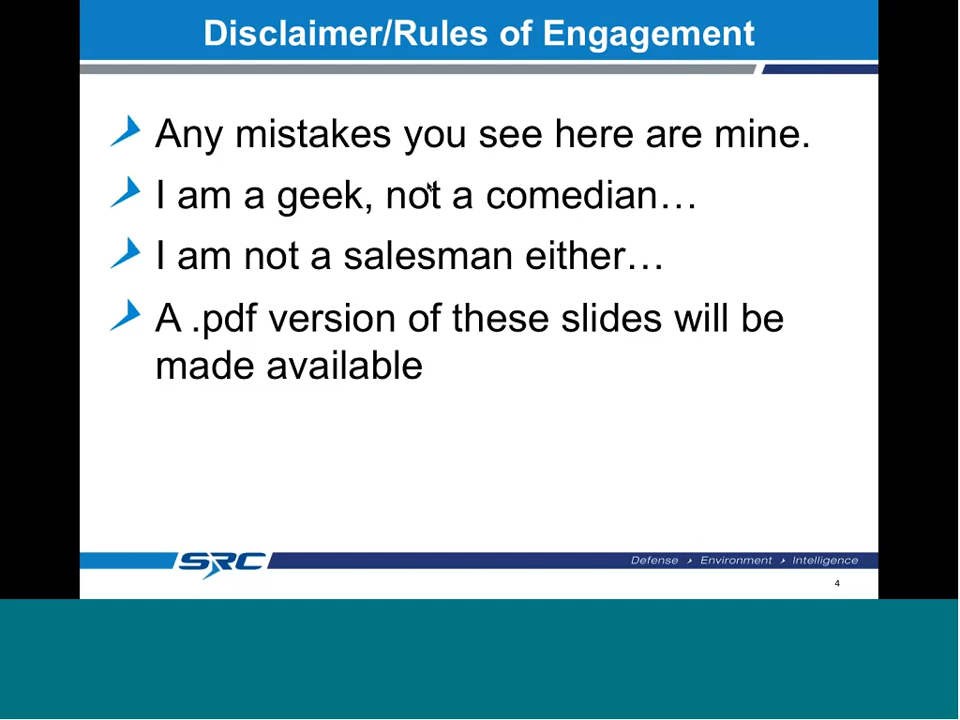 Disclaimer/Rules of Engagement
Any mistakes you see here are mine.
I am a geek, not a comedian…
I am not a salesman either…
A .pdf version of these slides will be
made available
SRC
Defense Environment Intelligence
4